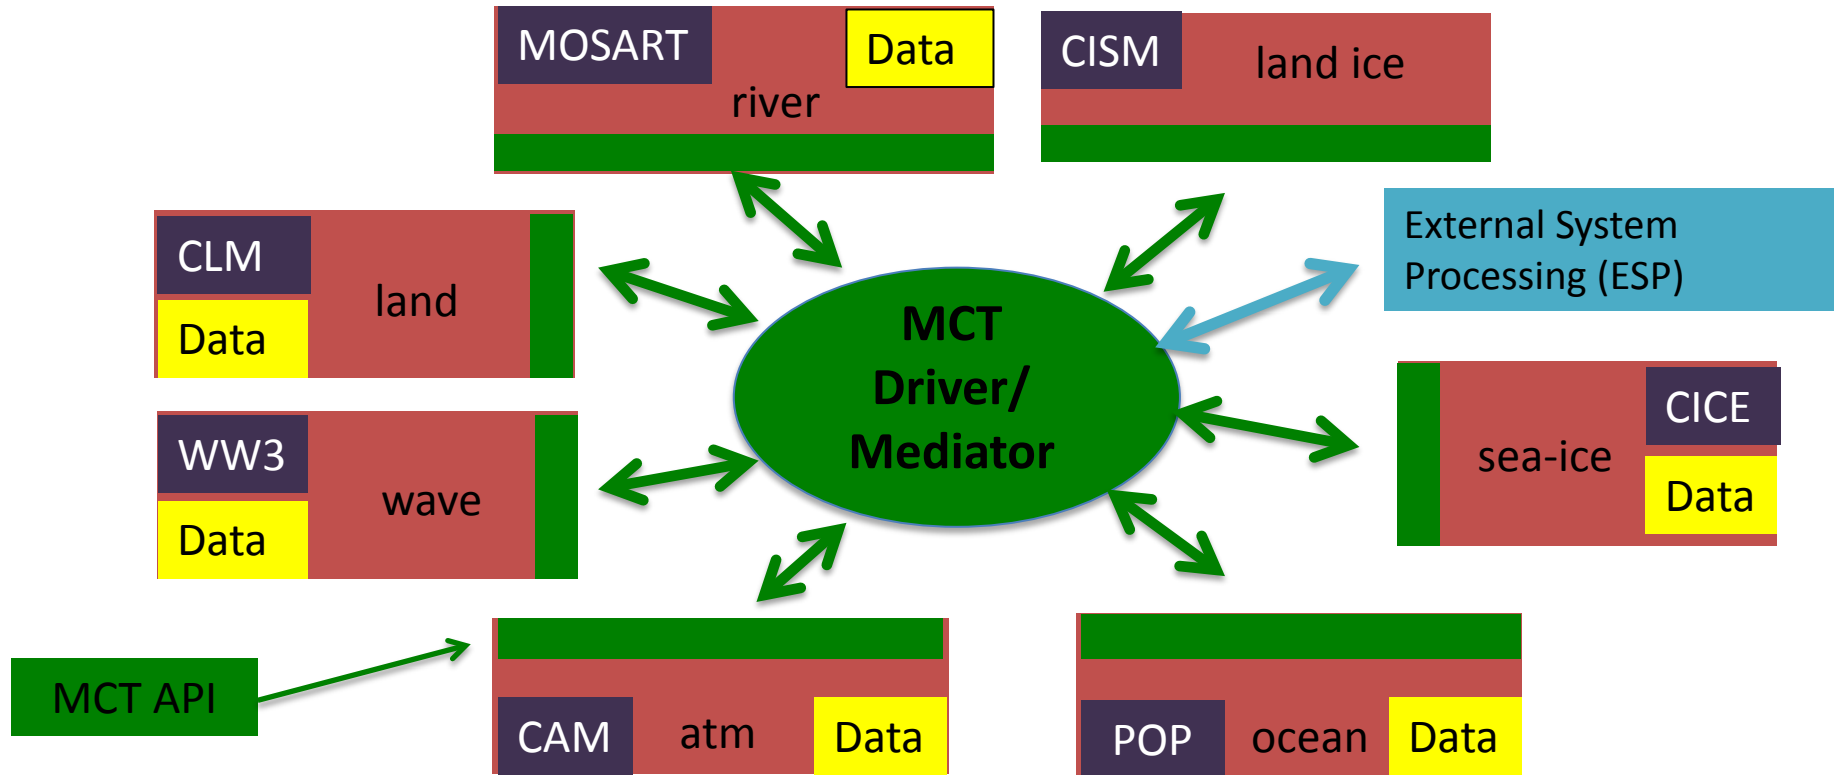 MOSART
Data
river
CISM
land ice
CLM
land
Data
External System
Processing (ESP)
MCT
Driver/
Mediator
WW3
wave
Data
CICE
sea-ice
Data
MCT API
CAM
atm
Data
POP
ocean
Data